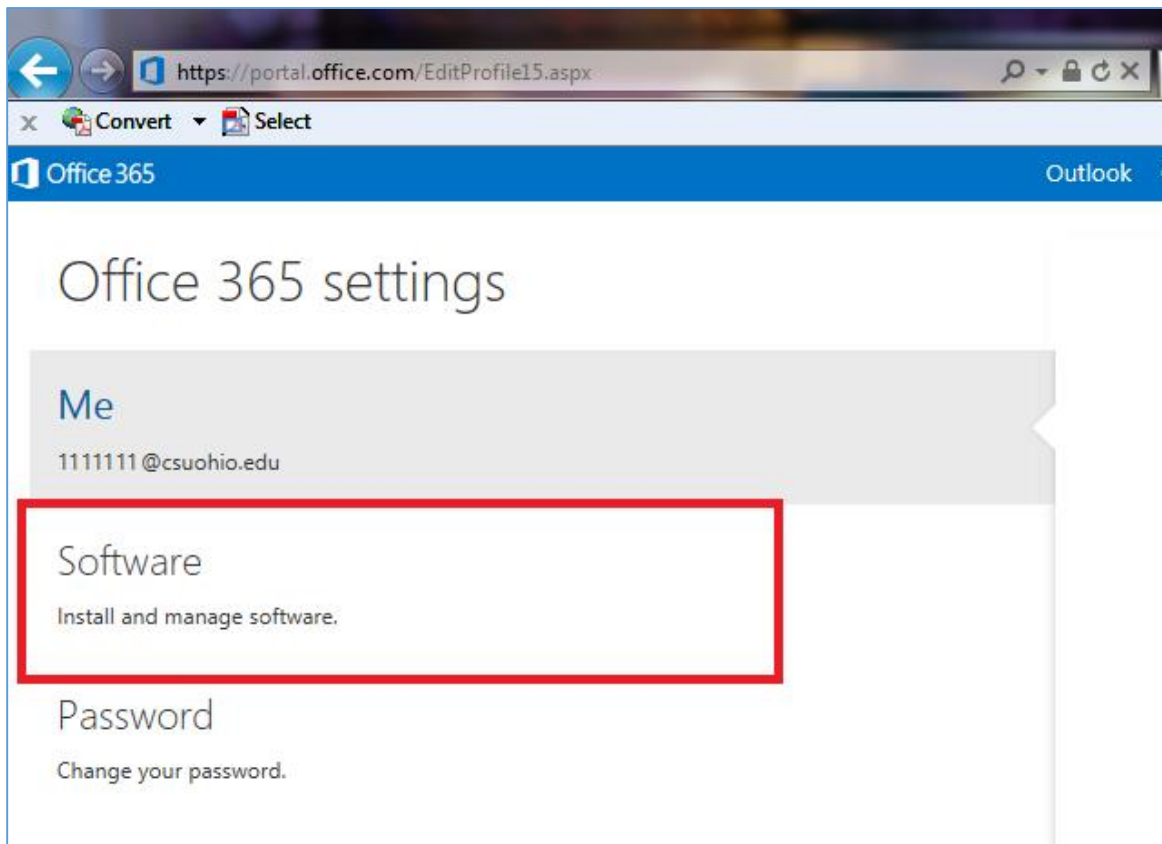 https://portal.office.com/EditProfile15.aspx
x Convert Select
Office 365 Outlook
Office 365 settings
Me
1111111@csuohio.edu
Software
Install and manage software.
Password
Change your password.